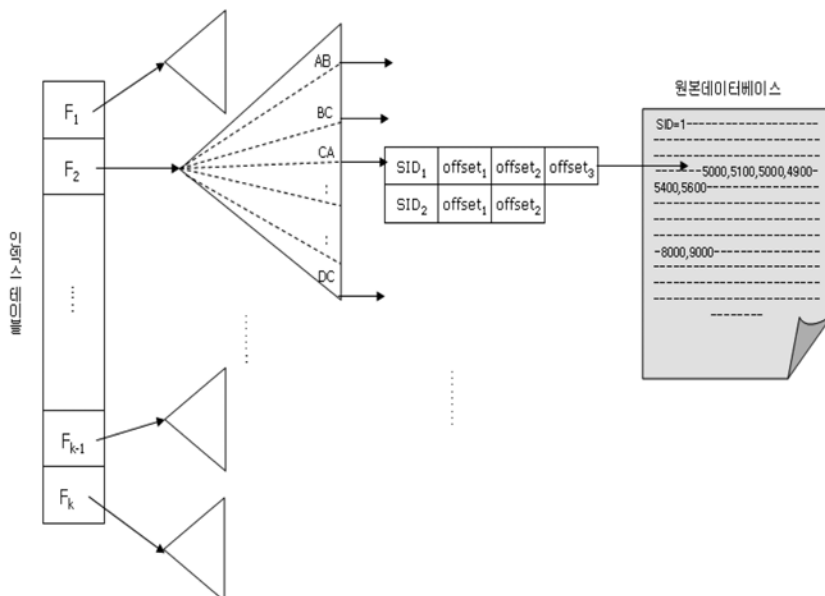 인덱스 테이블
F1
F2
......
Fk-1
Fk
AB
BC
CA
:
:
DC
SID1 offset1 offset2 offset3
SID2 offset1 offset2
원본데이터베이스
SID=1---------------------
------5000,5100,5000,4900-
5400,5600-----------------
-8000,9000----------------